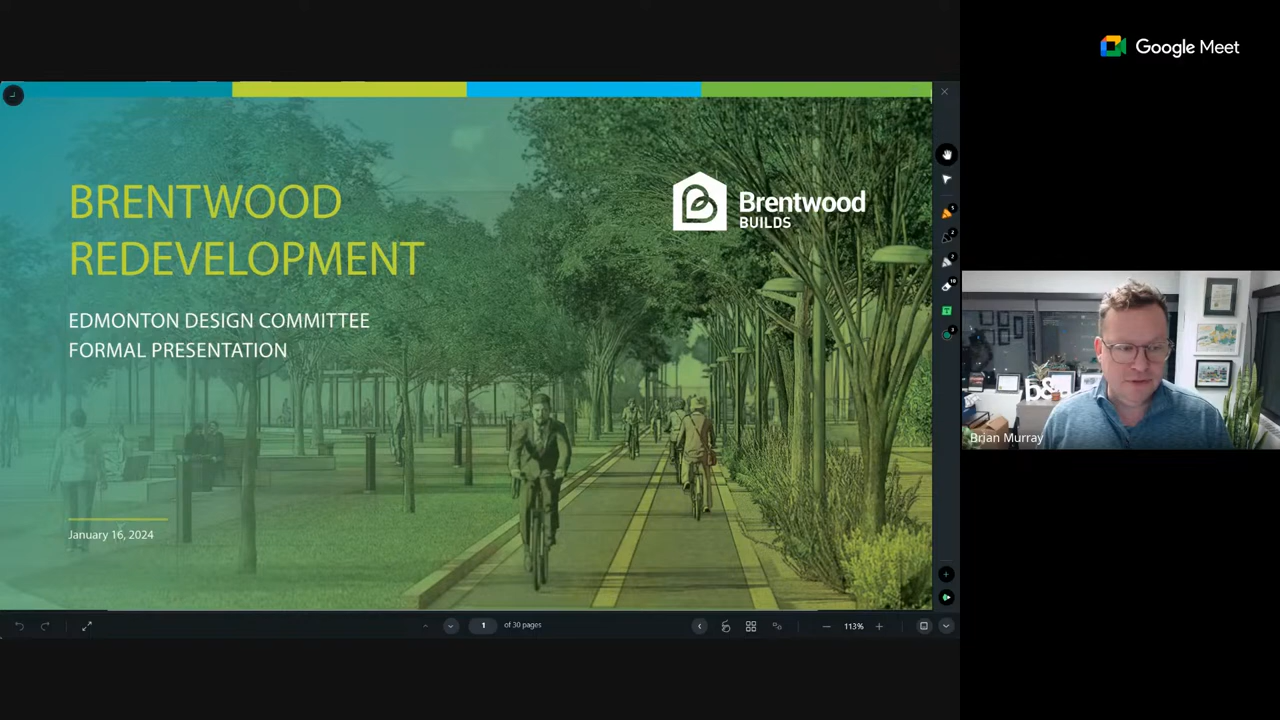 Google Meet
BRENTWOOD
REDEVELOPMENT
Brentwood
BUILDS
EDMONTON DESIGN COMMITTEE
FORMAL PRESENTATION
January 16, 2024
Brian Murray
1 of 30 pages
113%